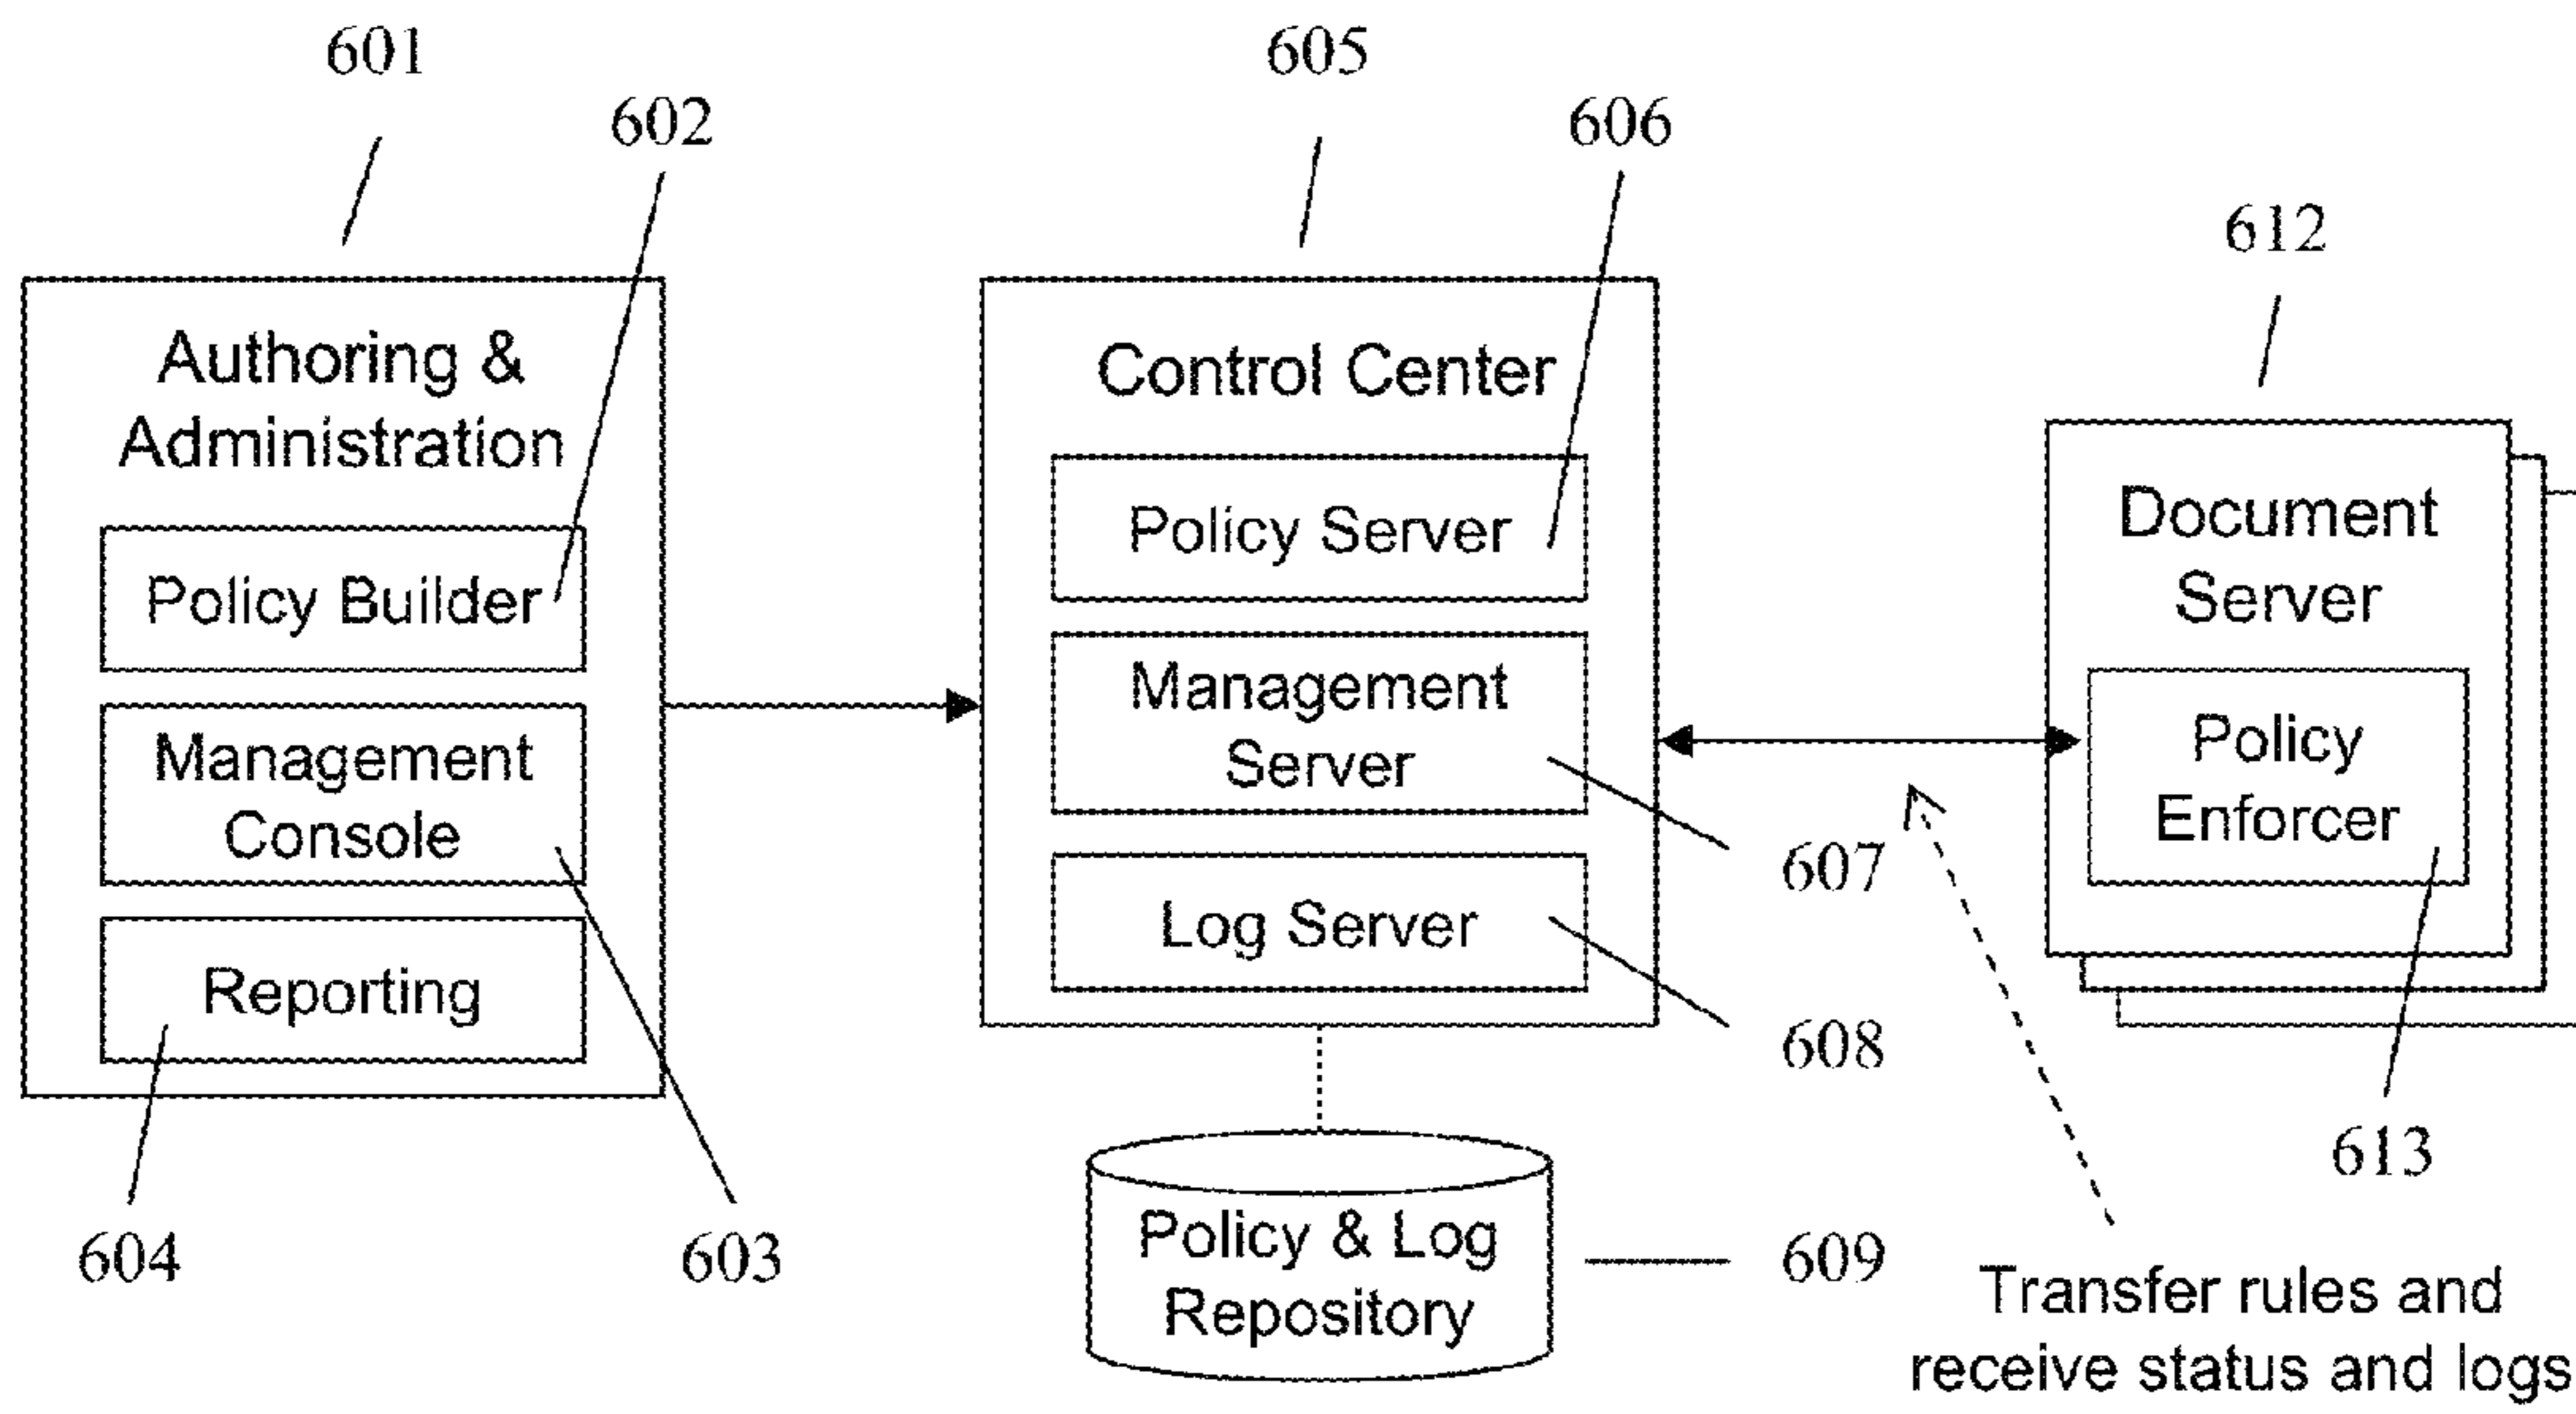 601
602
605
606
612
Authoring &
Administration
Policy Builder
Management
Console
Reporting
604
603
Control Center
Policy Server
Management
Server
Log Server
607
608
Policy & Log
Repository
609
Document
Server
Policy
Enforcer
613
Transfer rules and
receive status and logs